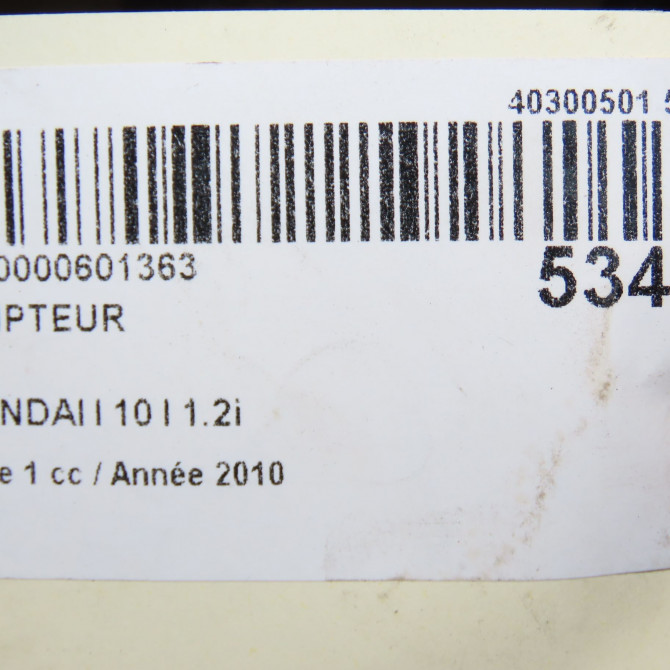 40300501 5
0000601363
534
PTEUR
NDAI I 10 I 1.2i
e 1 cc / Année 2010